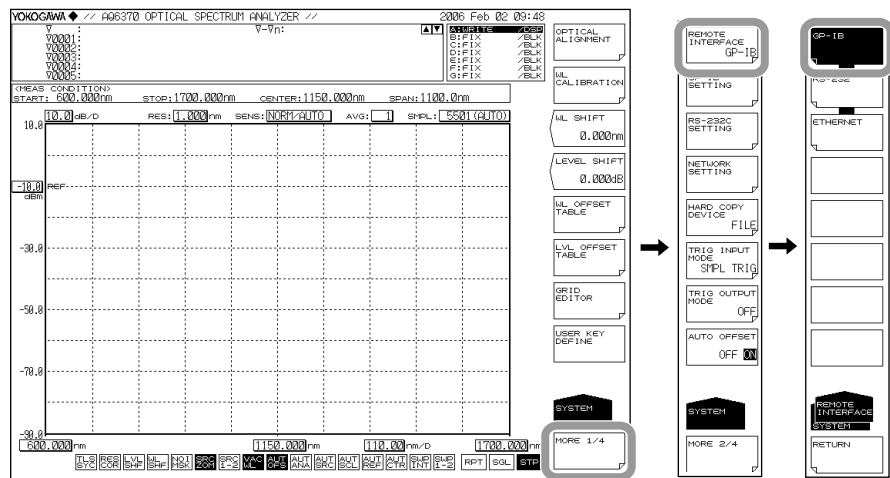 YOKOGAWA ◆ // AQ6370 OPTICAL SPECTRUM ANALYZER // 2006 Feb 02 09:48
∇ : ∇-∇n:
∇0001:
∇0002:
∇0003:
∇0004:
∇0005:
A:WRITE /DSP
B:FIX /BLK
C:FIX /BLK
D:FIX /BLK
E:FIX /BLK
F:FIX /BLK
G:FIX /BLK
<MEAS CONDITION>
START: 600.000nm STOP:1700.000nm CENTER:1150.000nm SPAN:1100.0nm
10.0 dB/D RES: 1.000 nm SENS: NORM/AUTO AVG: 1 SMPL: 5501(AUTO)
10.0
-10.0 REF
dBm
-30.0
-50.0
-70.0
-90.0
600.000 nm 1150.000 nm 110.00 nm/D 1700.000 nm
TLS SYC
RES COR
LVL SHF
WL SHF
NOI MSK
SRC ZOM
SRC 1-2
VAC WL
AUT OFS
AUT ANA
AUT SRC
AUT SCL
AUT REF
AUT CTR
SWP INT
SWP 1-2
RPT
SGL
STP
OPTICAL
ALIGNMENT
WL
CALIBRATION
WL SHIFT
0.000nm
LEVEL SHIFT
0.000dB
WL OFFSET
TABLE
LVL OFFSET
TABLE
GRID
EDITOR
USER KEY
DEFINE
SYSTEM
MORE 1/4
REMOTE
INTERFACE
GP-IB
GP-IB
SETTING
RS-232C
SETTING
NETWORK
SETTING
HARD COPY
DEVICE
FILE
TRIG INPUT
MODE
SMPL TRIG
TRIG OUTPUT
MODE
OFF
AUTO OFFSET
OFF ON
SYSTEM
MORE 2/4
GP-IB
RS-232
ETHERNET
REMOTE
INTERFACE
SYSTEM
RETURN